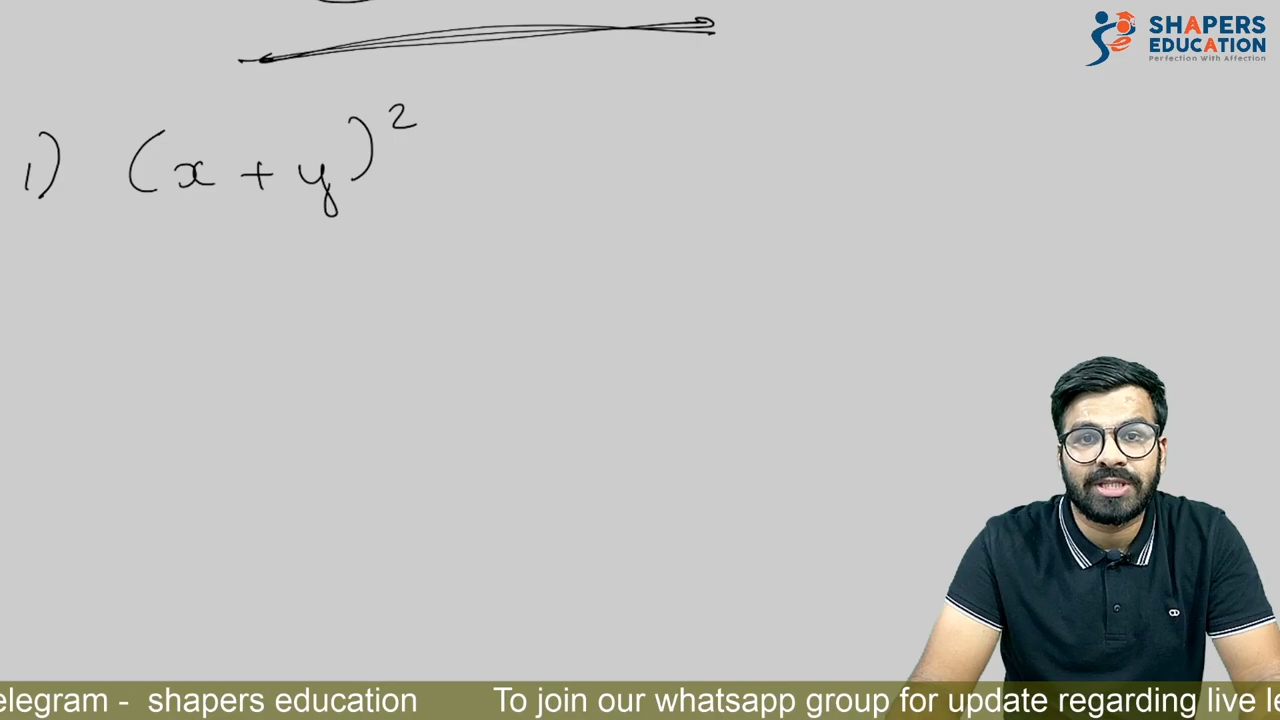 SHAPERS
EDUCATION
Perfection With Affection
1) (x + y)²
elegram - shapers education To join our whatsapp group for update regarding live le